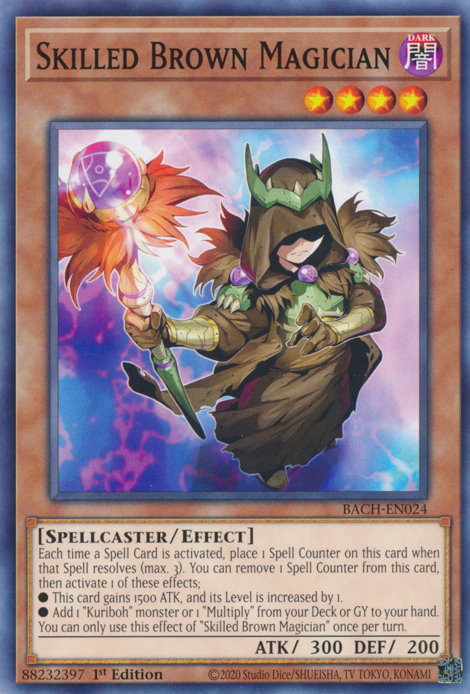 Skilled Brown Magician
DARK
闇
BACH-EN024
[Spellcaster/Effect]
Each time a Spell Card is activated, place 1 Spell Counter on this card when
that Spell resolves (max. 3). You can remove 1 Spell Counter from this card,
then activate 1 of these effects;
● This card gains 1500 ATK, and its Level is increased by 1.
● Add 1 "Kuriboh" monster or 1 "Multiply" from your Deck or GY to your hand.
You can only use this effect of "Skilled Brown Magician" once per turn.
ATK/ 300 DEF/ 200
88232397 1st Edition ©2020 Studio Dice/SHUEISHA, TV TOKYO, KONAMI